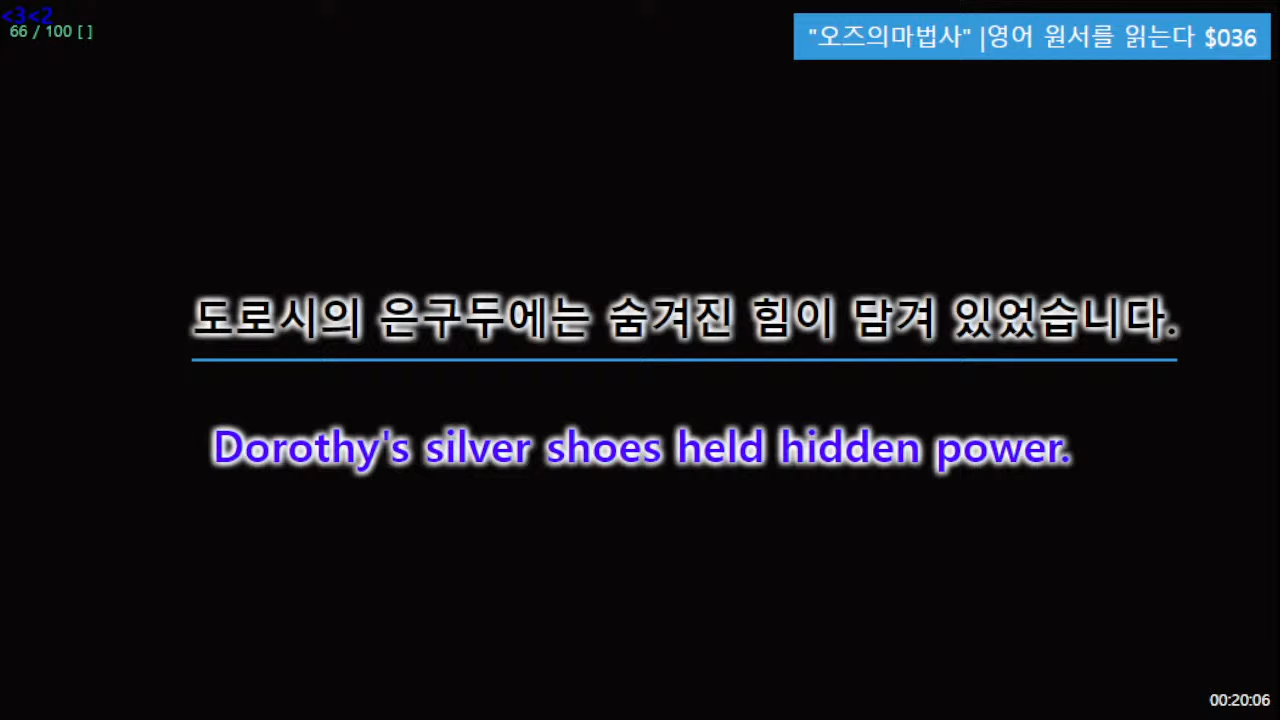 <3<2
66 / 100 [ ]
"오즈의마법사" |영어 원서를 읽는다 $036
도로시의 은구두에는 숨겨진 힘이 담겨 있었습니다.
Dorothy's silver shoes held hidden power.
00:20:06